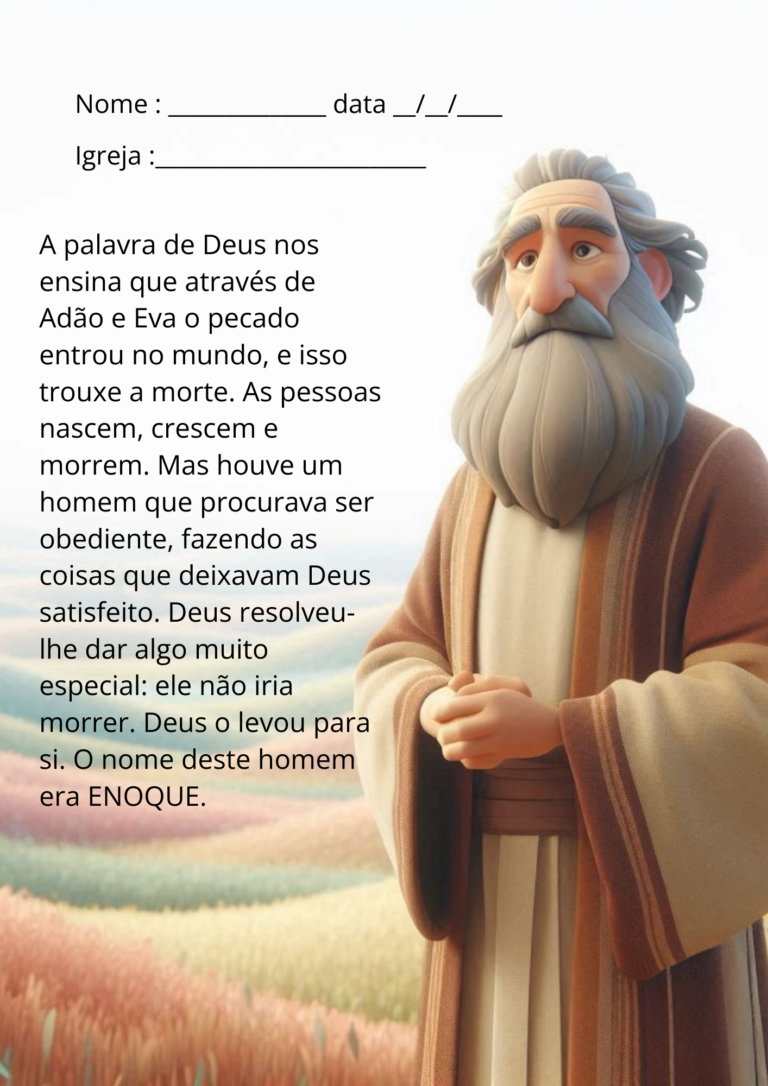 Nome : ____________ data __/__/____
Igreja :_____________________
A palavra de Deus nos
ensina que através de
Adão e Eva o pecado
entrou no mundo, e isso
trouxe a morte. As pessoas
nascem, crescem e
morrem. Mas houve um
homem que procurava ser
obediente, fazendo as
coisas que deixavam Deus
satisfeito. Deus resolveu-
lhe dar algo muito
especial: ele não iria
morrer. Deus o levou para
si. O nome deste homem
era ENOQUE.